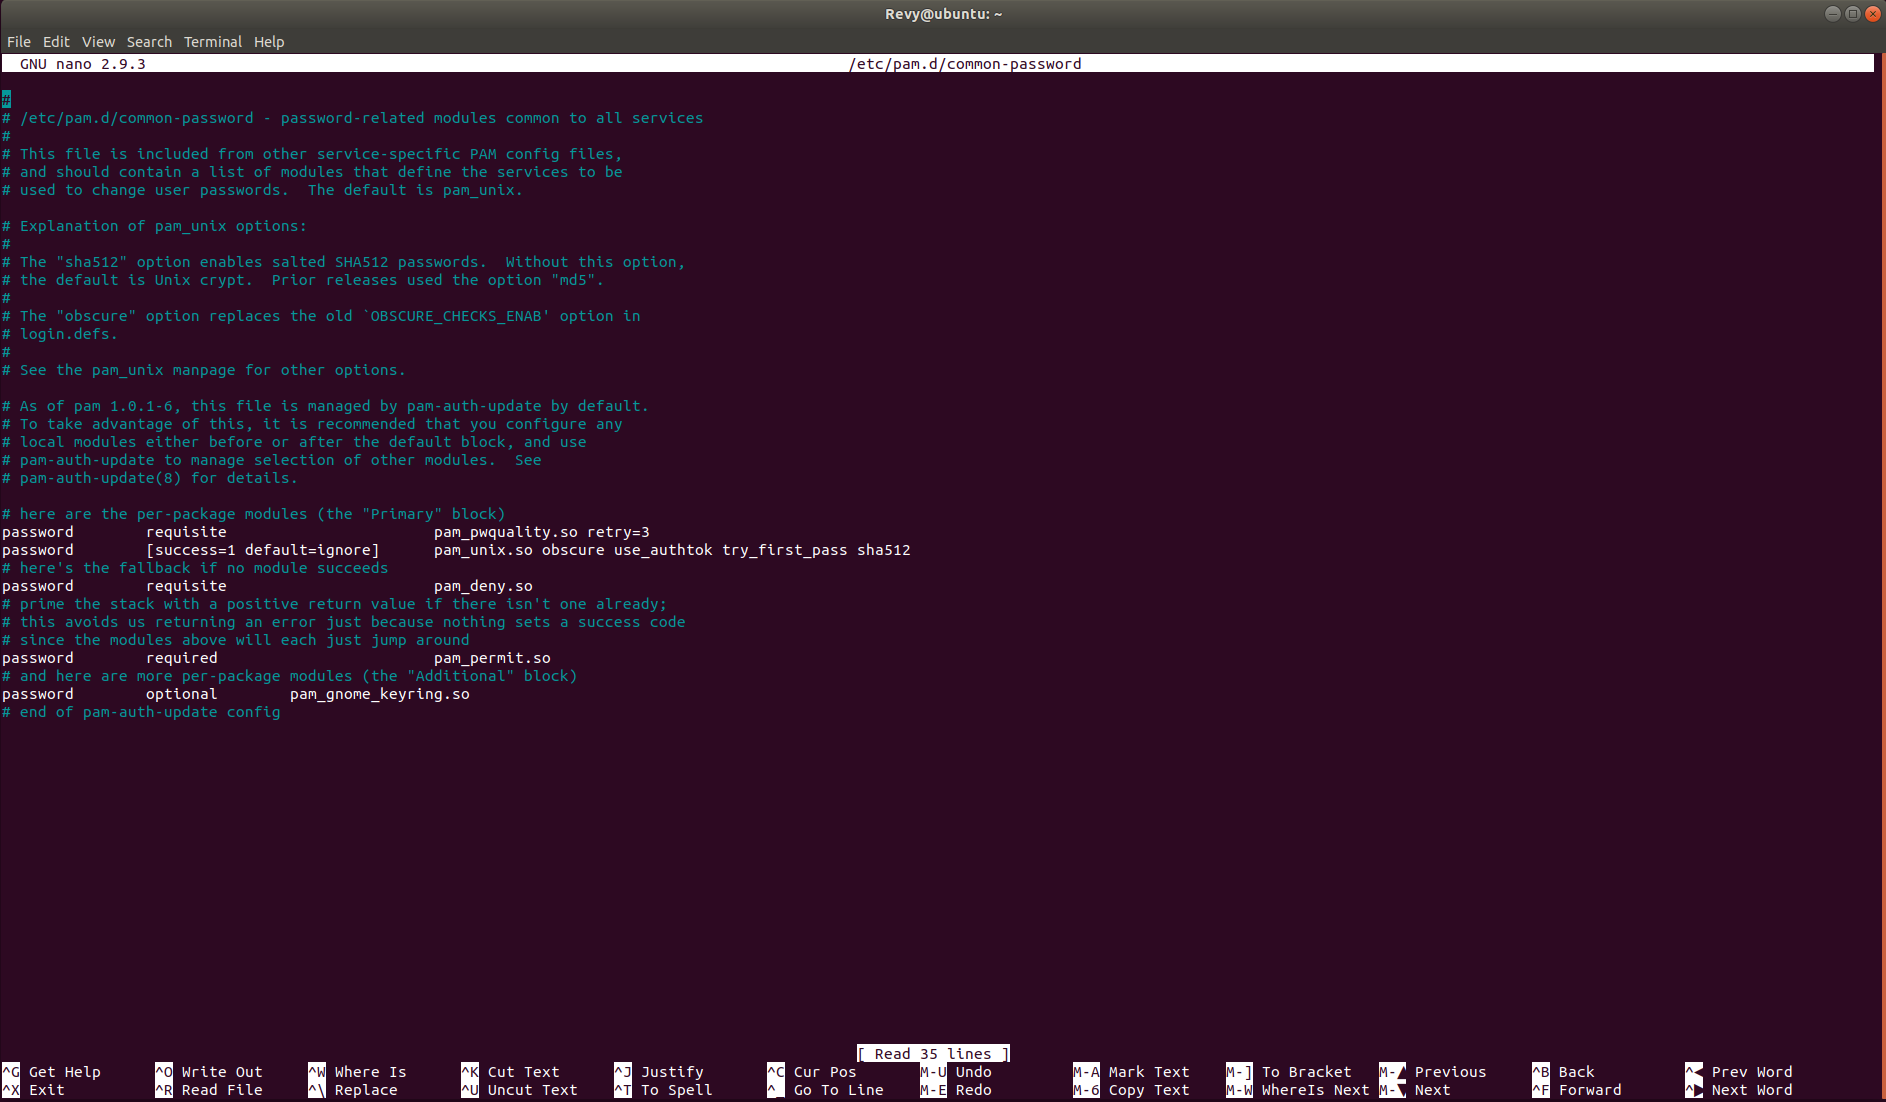 Revy@ubuntu: ~
File Edit View Search Terminal Help
GNU nano 2.9.3 /etc/pam.d/common-password
#
# /etc/pam.d/common-password - password-related modules common to all services
#
# This file is included from other service-specific PAM config files,
# and should contain a list of modules that define the services to be
# used to change user passwords.  The default is pam_unix.
# Explanation of pam_unix options:
#
# The "sha512" option enables salted SHA512 passwords.  Without this option,
# the default is Unix crypt.  Prior releases used the option "md5".
#
# The "obscure" option replaces the old `OBSCURE_CHECKS_ENAB' option in
# login.defs.
#
# See the pam_unix manpage for other options.
# As of pam 1.0.1-6, this file is managed by pam-auth-update by default.
# To take advantage of this, it is recommended that you configure any
# local modules either before or after the default block, and use
# pam-auth-update to manage selection of other modules.  See
# pam-auth-update(8) for details.
# here are the per-package modules (the "Primary" block)
password        requisite                       pam_pwquality.so retry=3
password        [success=1 default=ignore]      pam_unix.so obscure use_authtok try_first_pass sha512
# here's the fallback if no module succeeds
password        requisite                       pam_deny.so
# prime the stack with a positive return value if there isn't one already;
# this avoids us returning an error just because nothing sets a success code
# since the modules above will each just jump around
password        required                        pam_permit.so
# and here are more per-package modules (the "Additional" block)
password        optional        pam_gnome_keyring.so
# end of pam-auth-update config
[ Read 35 lines ]
^G Get Help ^O Write Out ^W Where Is ^K Cut Text ^J Justify ^C Cur Pos M-U Undo M-A Mark Text M-] To Bracket M-▲ Previous ^B Back ^◀ Prev Word
^X Exit ^R Read File ^\ Replace ^U Uncut Text ^T To Spell ^_ Go To Line M-E Redo M-6 Copy Text M-W WhereIs Next M-▼ Next ^F Forward ^▶ Next Word